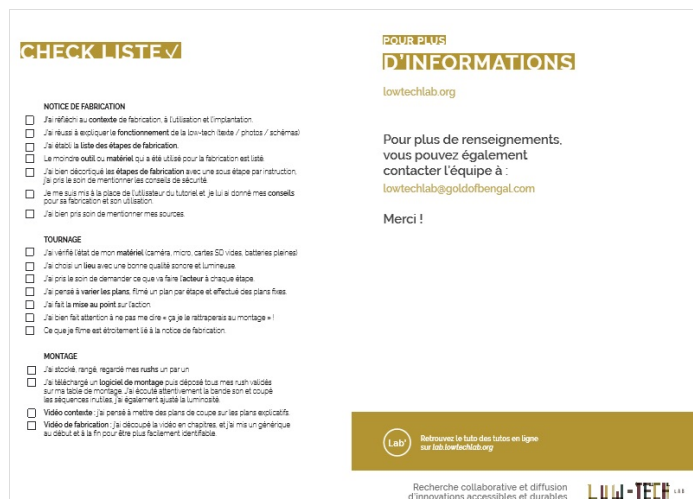 CHECK LISTE
NOTICE DE FABRICATION
J'ai réfléchi au contexte de fabrication, à l'utilisation et l'implantation.
J'ai réussi à expliquer le fonctionnement de la low-tech (texte / photos / schémas)
J'ai établi la liste des étapes de fabrication.
Le moindre outil ou matériel qui a été utilisé pour la fabrication est listé.
J'ai bien décortiqué les étapes de fabrication avec une sous étape par instruction,
j'ai pris le soin de mentionner les conseils de sécurité.
Je me suis mis à la place de l'utilisateur du tutoriel et je lui ai donné mes conseils
pour sa fabrication et son utilisation.
J'ai bien pris soin de mentionner mes sources.
TOURNAGE
J'ai vérifié l'état de mon matériel (caméra, micro, cartes SD vides, batteries pleines)
J'ai choisi un lieu avec une bonne qualité sonore et lumineuse.
J'ai pris le soin de demander ce que va faire l'acteur à chaque étape.
J'ai pensé à varier les plans, filmé un plan par étape et effectué des plans fixes.
J'ai fait la mise au point sur l'action.
J'ai bien fait attention à ne pas me dire « ça je le rattraperais au montage » !
Ce que je filme est étroitement lié à la notice de fabrication.
MONTAGE
J'ai stocké, rangé, regardé mes rushs un par un
J'ai téléchargé un logiciel de montage puis déposé tous mes rush validés
sur ma table de montage. J'ai écouté attentivement la bande son et coupé
les séquences inutiles, j'ai également ajusté la luminosité.
Vidéo contexte : j'ai pensé à mettre des plans de coupe sur les plans explicatifs.
Vidéo de fabrication : j'ai découpé la vidéo en chapitres, et j'ai mis un générique
au début et à la fin pour être plus facilement identifiable.
POUR PLUS
D'INFORMATIONS
lowtechlab.org
Pour plus de renseignements,
vous pouvez également
contacter l'équipe à :
lowtechlab@goldofbengal.com
Merci !
Lab'
Retrouvez le tuto des tutos en ligne
sur lab.lowtechlab.org
Recherche collaborative et diffusion
d'innovations accessibles et durables
LOW-TECH LAB